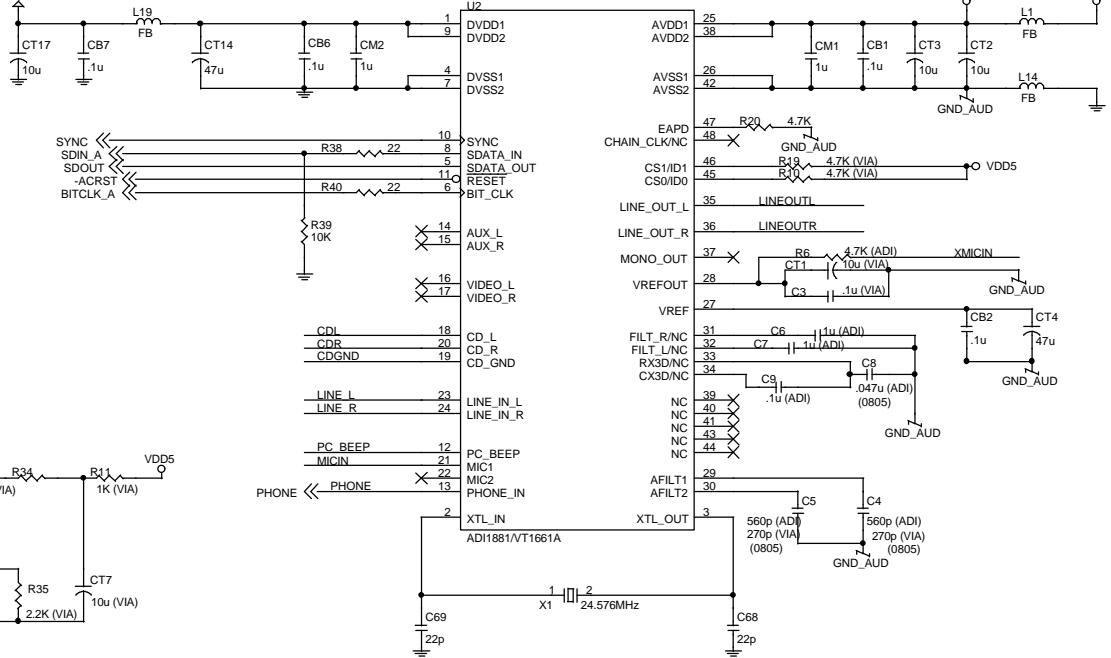 U2
L19
FB
CT17
10u
CB7
.1u
CT14
47u
CB6
.1u
CM2
1u
1 DVDD1
9 DVDD2
4 DVSS1
7 DVSS2
AVDD1 25
AVDD2 38
AVSS1 26
AVSS2 42
CM1
1u
CB1
.1u
CT3
10u
CT2
10u
L1
FB
L14
FB
GND_AUD
SYNC 10 SYNC
SDIN_A R38 22 8 SDATA_IN
SDOUT 5 SDATA_OUT
-ACRST 11 RESET
BITCLK_A R40 22 6 BIT_CLK
R39
10K
EAPD 47 R20 4.7K
CHAIN_CLK/NC 48
GND_AUD
CS1/ID1 46 R19 4.7K (VIA)
CS0/ID0 45 R10 4.7K (VIA)
VDD5
LINE_OUT_L 35 LINEOUTL
LINE_OUT_R 36 LINEOUTR
MONO_OUT 37
R6 4.7K (ADI) XMICIN
CT1 10u (VIA)
VREFOUT 28
C3 .1u (VIA)
GND_AUD
VREF 27
CB2
.1u
CT4
47u
GND_AUD
14 AUX_L
15 AUX_R
16 VIDEO_L
17 VIDEO_R
CDL 18 CD_L
CDR 20 CD_R
CDGND 19 CD_GND
LINE_L 23 LINE_IN_L
LINE_R 24 LINE_IN_R
PC_BEEP 12 PC_BEEP
MICIN 21 MIC1
22 MIC2
PHONE PHONE 13 PHONE_IN
2 XTL_IN
FILT_R/NC 31 C6 1u (ADI)
FILT_L/NC 32 C7 1u (ADI)
RX3D/NC 33
CX3D/NC 34
C8
.047u (ADI)
(0805)
C9
.1u (ADI)
GND_AUD
NC 39
NC 40
NC 41
NC 43
NC 44
AFILT1 29
AFILT2 30
C5
560p (ADI)
270p (VIA)
(0805)
C4
560p (ADI)
270p (VIA)
(0805)
GND_AUD
XTL_OUT 3
ADI1881/VT1661A
R34
VIA)
R11
1K (VIA)
VDD5
R35
2.2K (VIA)
CT7
10u (VIA)
1 2
X1 24.576MHz
C69
22p
C68
22p